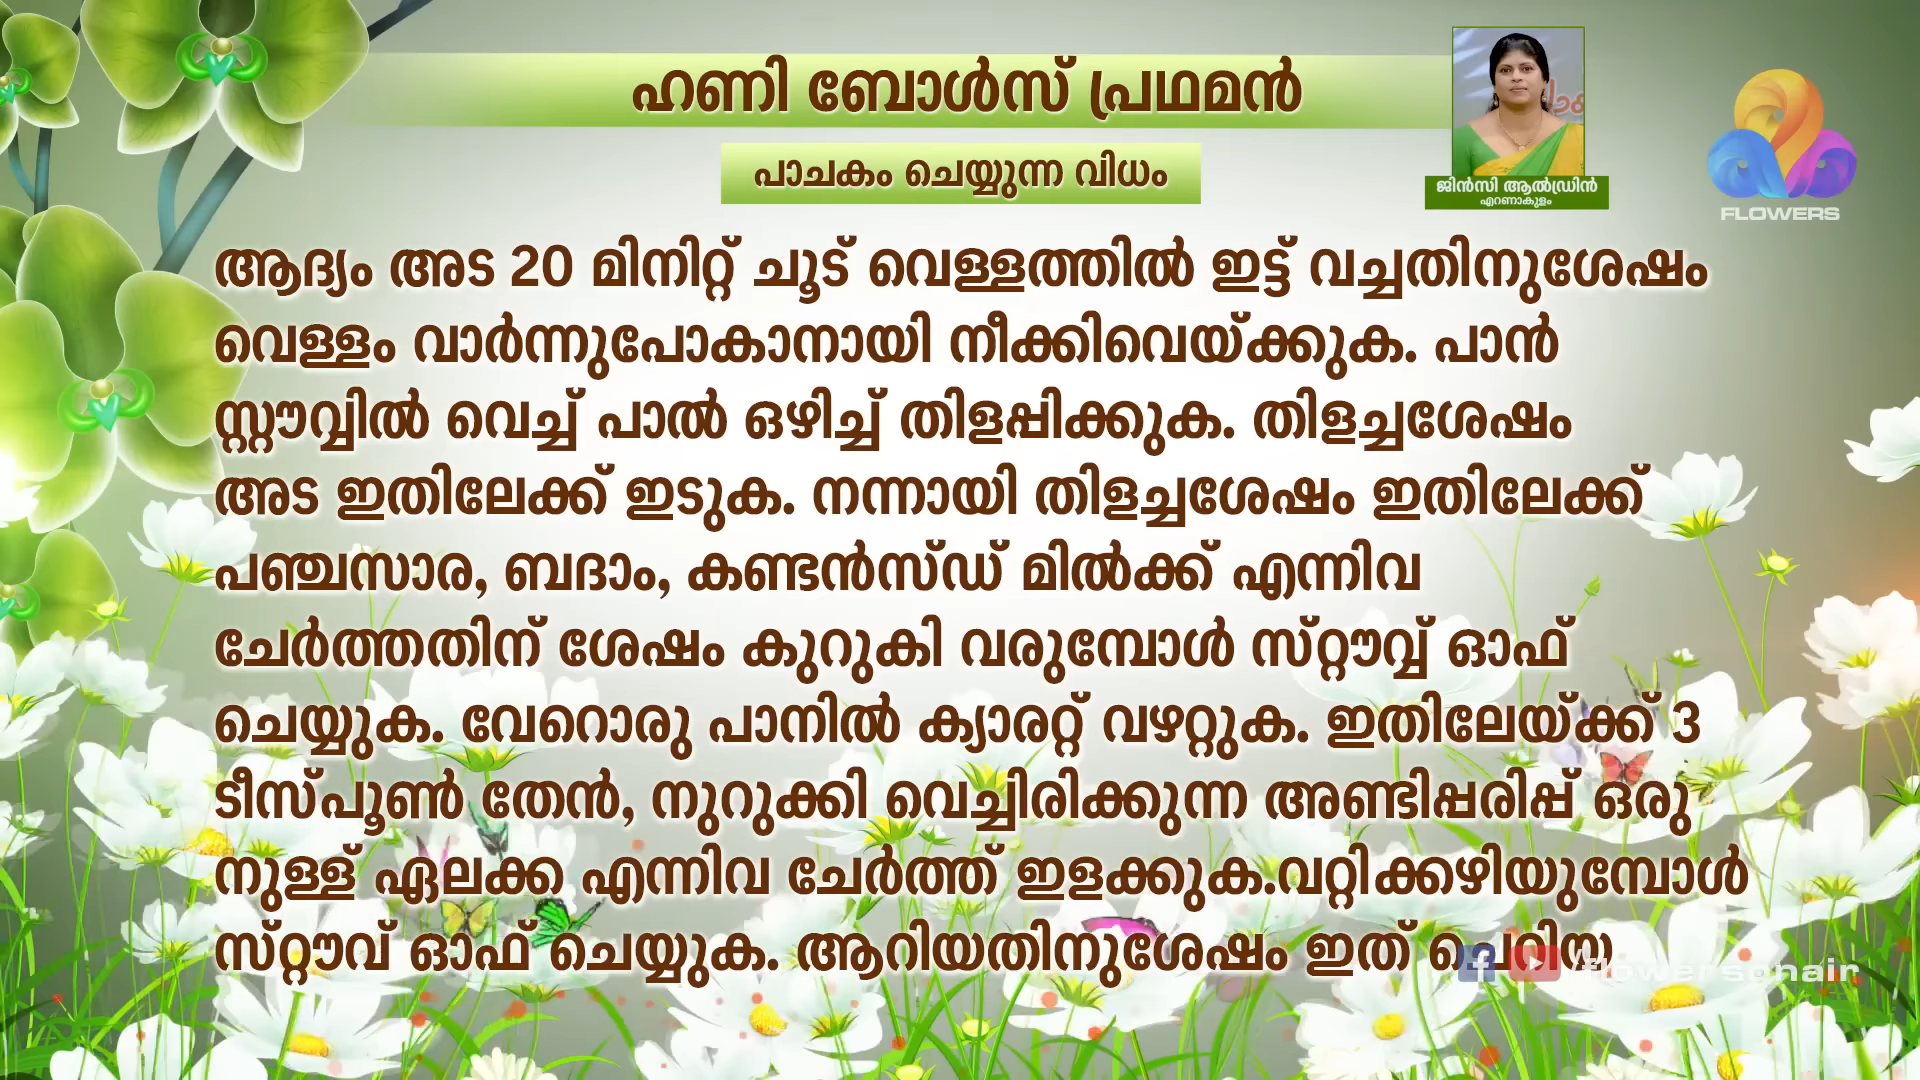 ഹണി ബോൾസ് പ്രഥമൻ
പാചകം ചെയ്യുന്ന വിധം
ജിൻസി ആൽഡ്രിൻ
എറണാകുളം
FLOWERS
ആദ്യം അട 20 മിനിറ്റ് ചൂട് വെള്ളത്തിൽ ഇട്ട് വച്ചതിനുശേഷം
വെള്ളം വാർന്നുപോകാനായി നീക്കിവെയ്ക്കുക. പാൻ
സ്റ്റൗവ്വിൽ വെച്ച് പാൽ ഒഴിച്ച് തിളപ്പിക്കുക. തിളച്ചശേഷം
അട ഇതിലേക്ക് ഇടുക. നന്നായി തിളച്ചശേഷം ഇതിലേക്ക്
പഞ്ചസാര, ബദാം, കണ്ടൻസ്ഡ് മിൽക്ക് എന്നിവ
ചേർത്തതിന് ശേഷം കുറുകി വരുമ്പോൾ സ്റ്റൗവ്വ് ഓഫ്
ചെയ്യുക. വേറൊരു പാനിൽ ക്യാരറ്റ് വഴറ്റുക. ഇതിലേയ്ക്ക് 3
ടീസ്പൂൺ തേൻ, നുറുക്കി വെച്ചിരിക്കുന്ന അണ്ടിപ്പരിപ്പ് ഒരു
നുള്ള് ഏലക്ക എന്നിവ ചേർത്ത് ഇളക്കുക.വറ്റിക്കഴിയുമ്പോൾ
സ്റ്റൗവ് ഓഫ് ചെയ്യുക. ആറിയതിനുശേഷം ഇത് ചെറിയ
/flowersonair